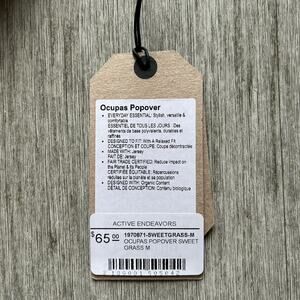 Ocupas Popover
• EVERYDAY ESSENTIAL: Stylish, versatile &
comfortable.
ESSENTIEL DE TOUS LES JOURS : Des
vêtements de base polyvalents, durables et
raffinés
• DESIGNED TO FIT: With A Relaxed Fit
CONCEPTION ET COUPE: Coupe décontractée
• MADE WITH: Jersey
FAIT DE: Jersey
• FAIR TRADE CERTIFIED: Reduce Impact on
the Planet & Its People
CERTIFIÉE ÉQUITABLE: Répercussions
réduites sur la planète et sa population
• DESIGNED WITH: Organic Content
DÉTAIL DE CONCEPTION: Contenu biologique
ACTIVE ENDEAVORS
$65.00
1970871-SWEETGRASS-M
OCUPAS POPOVER SWEET
GRASS M